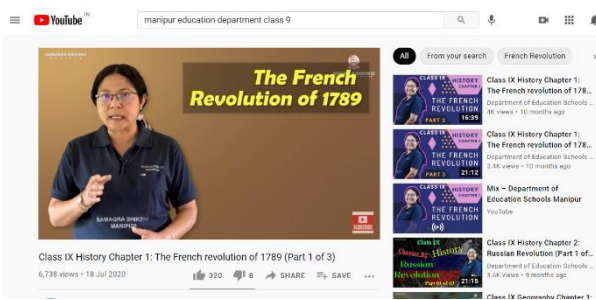 YouTube IN
manipur education department class 9
The French
Revolution of 1789
SAMAGRA SHIKSHA
MANIPUR
SUBSCRIBE
Class IX History Chapter 1: The French revolution of 1789 (Part 1 of 3)
6,738 views • 18 Jul 2020
320
8
SHARE
SAVE
All
From your search
French Revolution
CLASS IX
HISTORY
CHAPTER 1
THE FRENCH
REVOLUTION
PART 2
16:39
Class IX History Chapter 1:
The French revolution of 178...
Department of Education Schools ...
4K views • 10 months ago
CLASS IX
HISTORY
CHAPTER 1
THE FRENCH
REVOLUTION
PART 3
21:12
Class IX History Chapter 1:
The French revolution of 178...
Department of Education Schools ...
3.4K views • 10 months ago
CLASS IX
HISTORY
THE FRENCH
REVOLUTION
Mix – Department of
Education Schools Manipur
YouTube
Class IX
Chapter II: History
Russian
Revolution
21:15
Class IX History Chapter 2:
Russian Revolution (Part 1 of...
Department of Education Schools ...
3.6K views • 9 months ago
Class IX Geography Chapter 1: